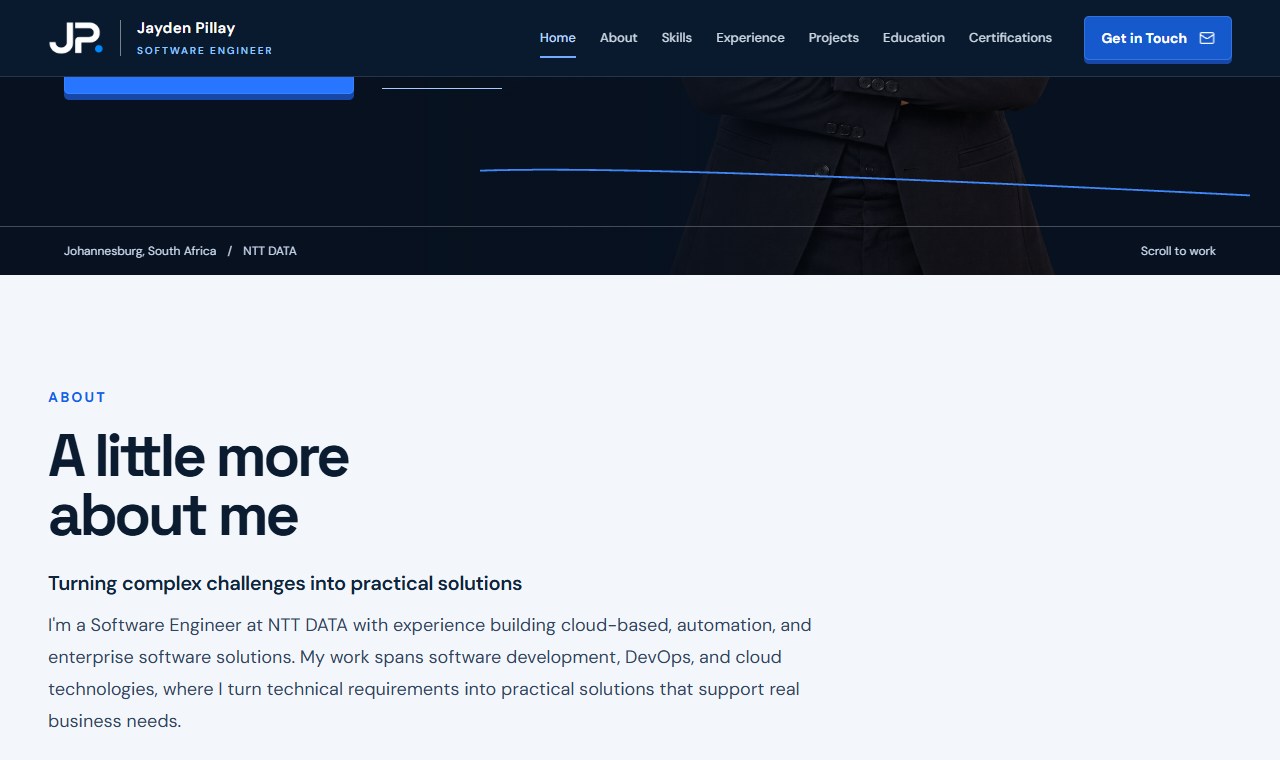 JP
Jayden Pillay
SOFTWARE ENGINEER
Home
About
Skills
Experience
Projects
Education
Certifications
Get in Touch
Johannesburg, South Africa / NTT DATA
Scroll to work
ABOUT
A little more
about me
Turning complex challenges into practical solutions
I'm a Software Engineer at NTT DATA with experience building cloud-based, automation, and
enterprise software solutions. My work spans software development, DevOps, and cloud
technologies, where I turn technical requirements into practical solutions that support real
business needs.